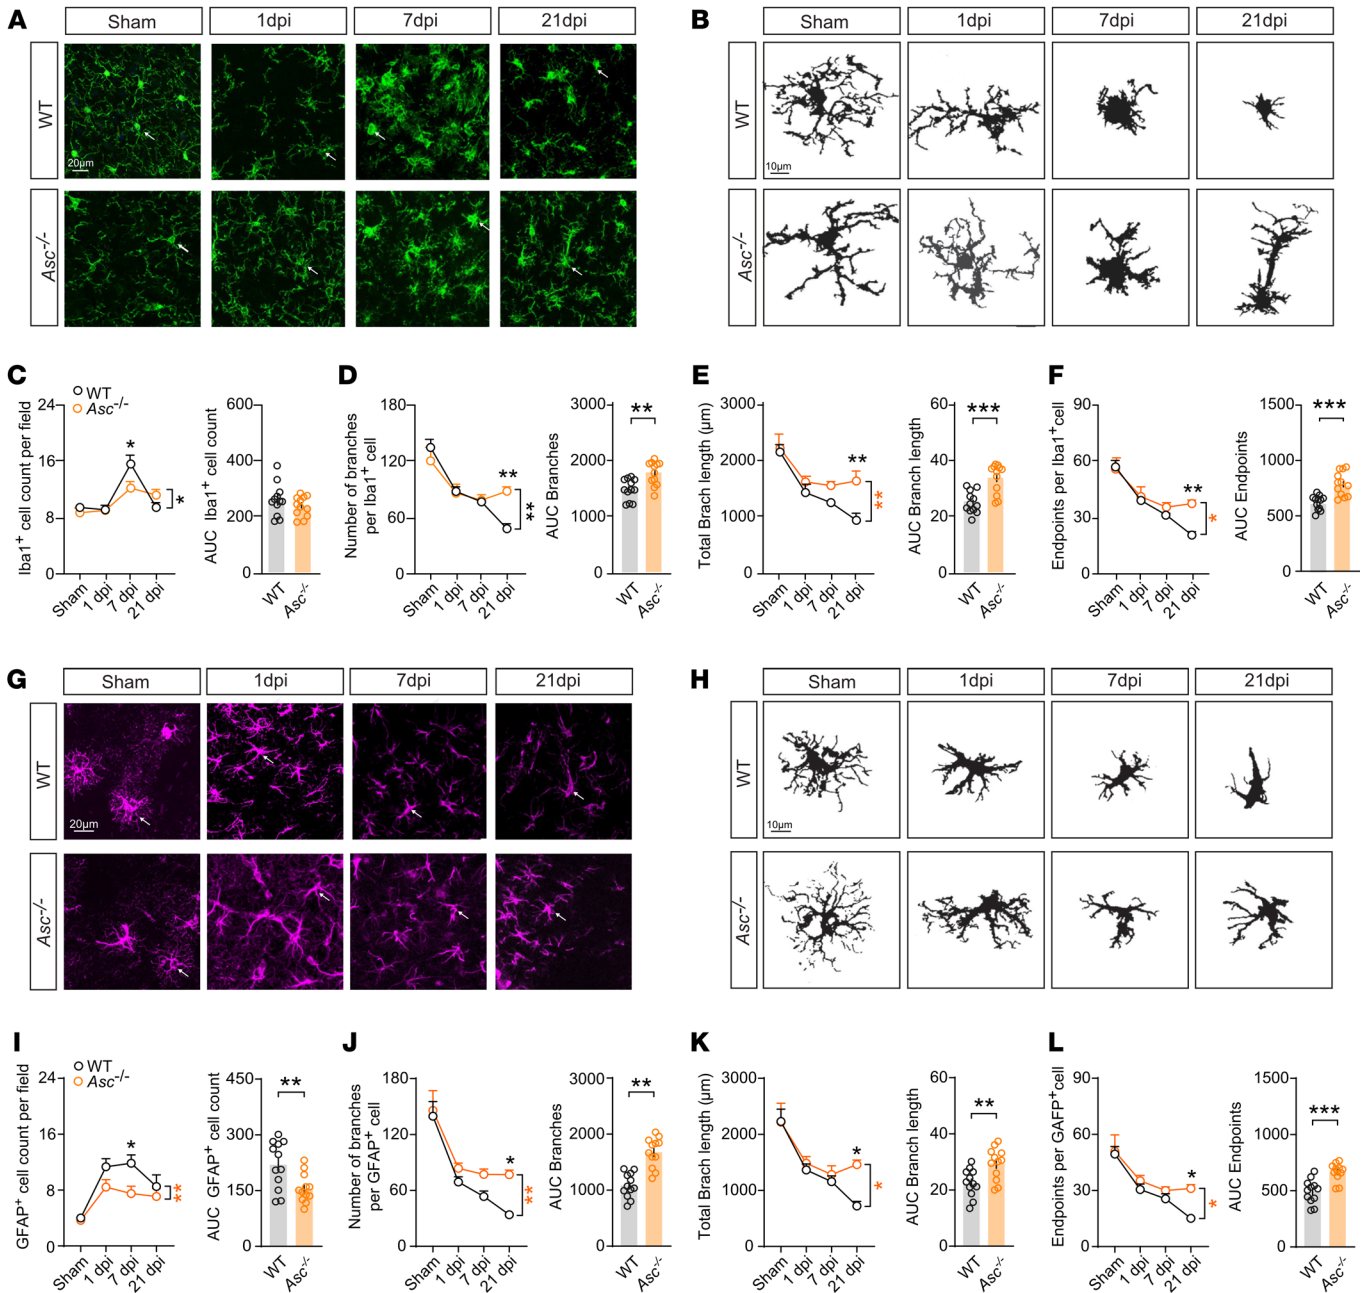 A
Sham 1dpi 7dpi 21dpi
WT
20µm
Asc-/-
B
Sham 1dpi 7dpi 21dpi
WT
10µm
Asc-/-
C
WT
Asc-/-
Iba1+ cell count per field
24
16
8
0
*
*
Sham 1 dpi 7 dpi 21 dpi
AUC Iba1+ cell count
600
400
200
0
WT Asc-/-
D
Number of branches
per Iba1+ cell
180
120
60
0
**
**
Sham 1 dpi 7 dpi 21 dpi
AUC Branches
3000
2000
1000
0
**
WT Asc-/-
E
Total Brach length (µm)
3000
2000
1000
0
**
**
Sham 1 dpi 7 dpi 21 dpi
AUC Branch length
60
40
20
0
***
WT Asc-/-
F
Endpoints per Iba1+cell
90
60
30
0
**
*
Sham 1 dpi 7 dpi 21 dpi
AUC Endpoints
1500
1000
500
0
***
WT Asc-/-
G
Sham 1dpi 7dpi 21dpi
WT
20µm
Asc-/-
H
Sham 1dpi 7dpi 21dpi
WT
10µm
Asc-/-
I
WT
Asc-/-
GFAP+ cell count per field
24
16
8
0
*
**
Sham 1 dpi 7 dpi 21 dpi
AUC GFAP+ cell count
450
300
150
0
**
WT Asc-/-
J
Number of branches
per GFAP+ cell
180
120
60
0
*
**
Sham 1 dpi 7 dpi 21 dpi
AUC Branches
3000
2000
1000
0
**
WT Asc-/-
K
Total Brach length (µm)
3000
2000
1000
0
*
*
Sham 1 dpi 7 dpi 21 dpi
AUC Branch length
60
40
20
0
**
WT Asc-/-
L
Endpoints per GAFP+cell
90
60
30
0
*
*
Sham 1 dpi 7 dpi 21 dpi
AUC Endpoints
1500
1000
500
0
***
WT Asc-/-